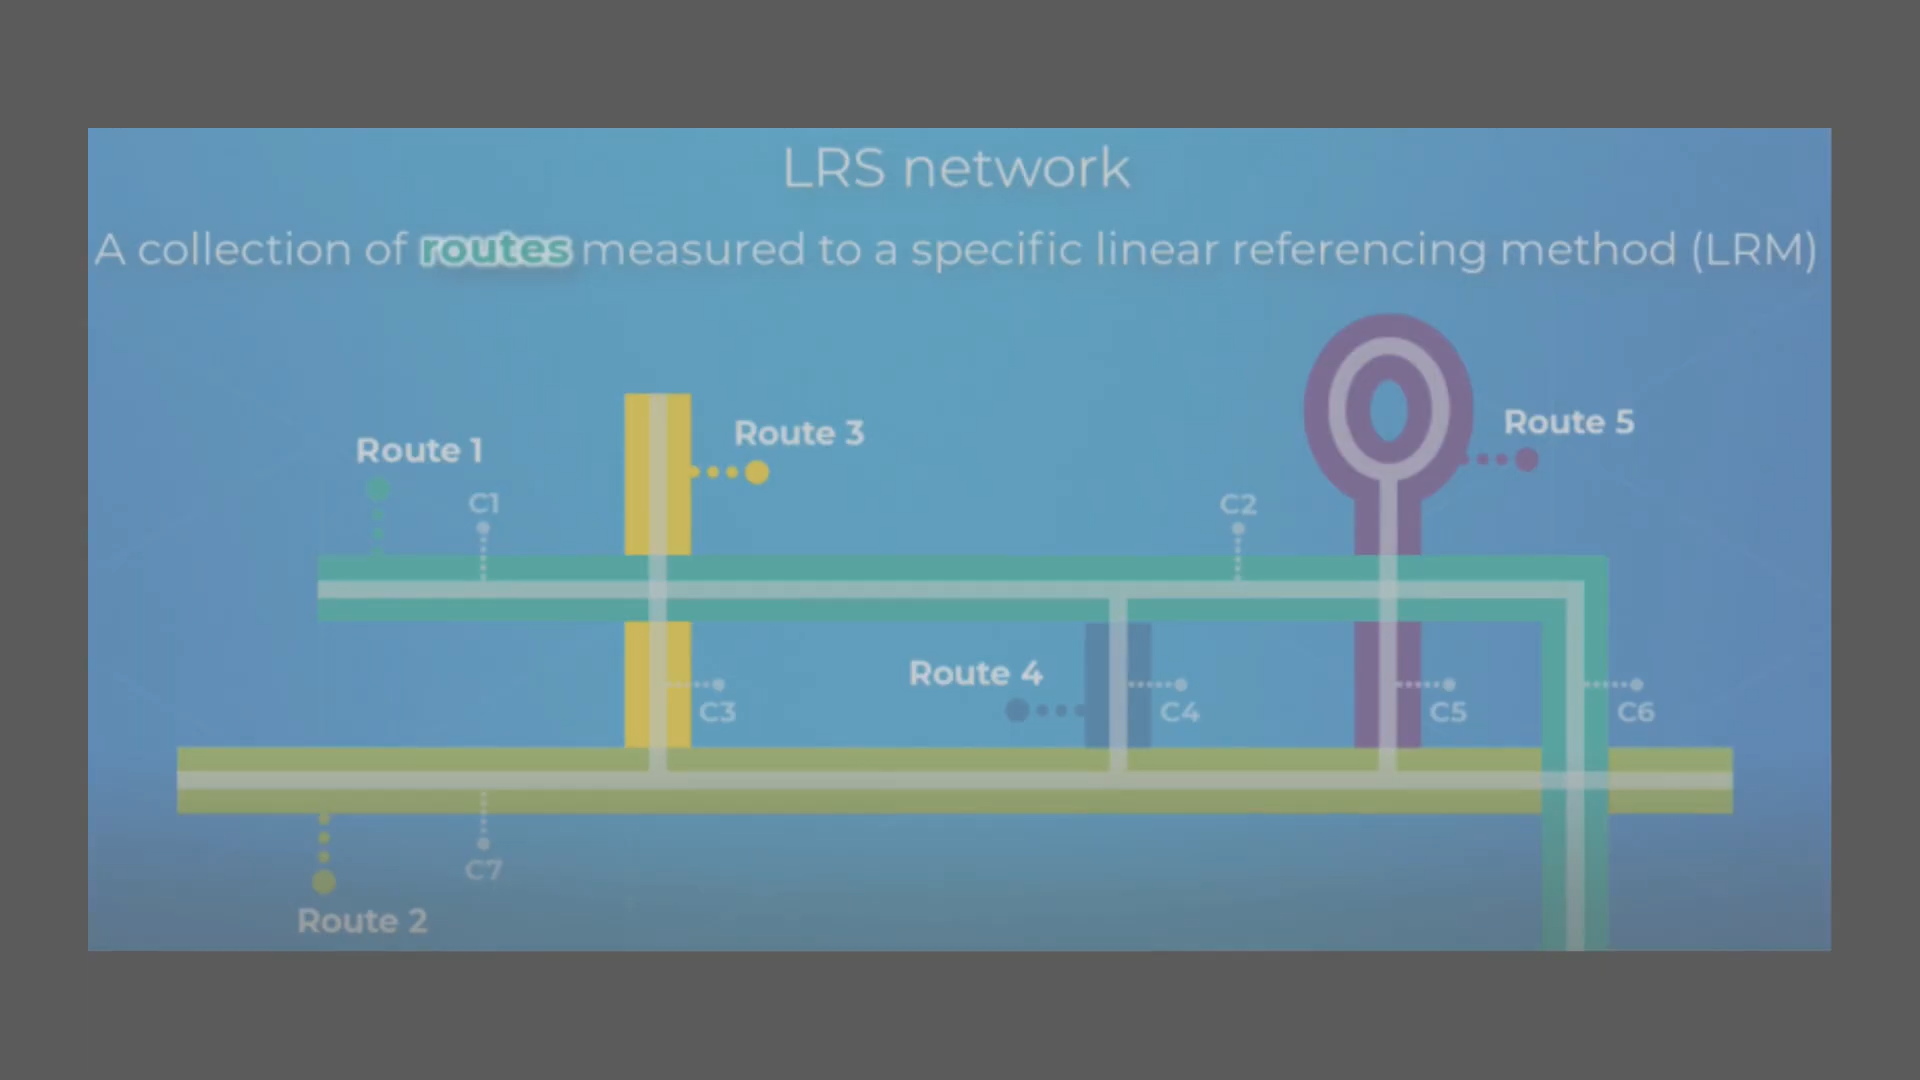 LRS network
A collection of routes measured to a specific linear referencing method (LRM)
Route 3
Route 5
Route 1
C1
C2
Route 4
C3
C4
C5
C6
C7
Route 2